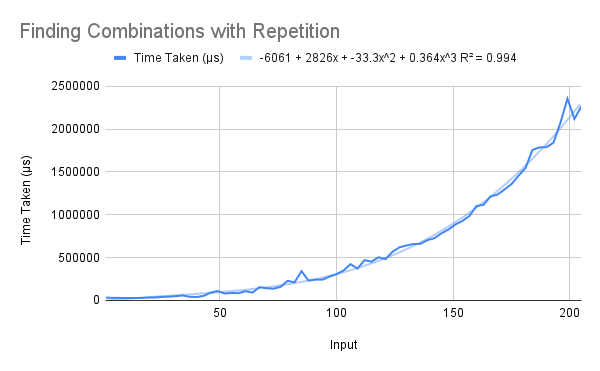 Finding Combinations with Repetition
Time Taken (μs) -6061 + 2826x + -33.3x^2 + 0.364x^3 R² = 0.994
2500000
2000000
1500000
1000000
500000
0
Time Taken (μs)
50 100 150 200
Input